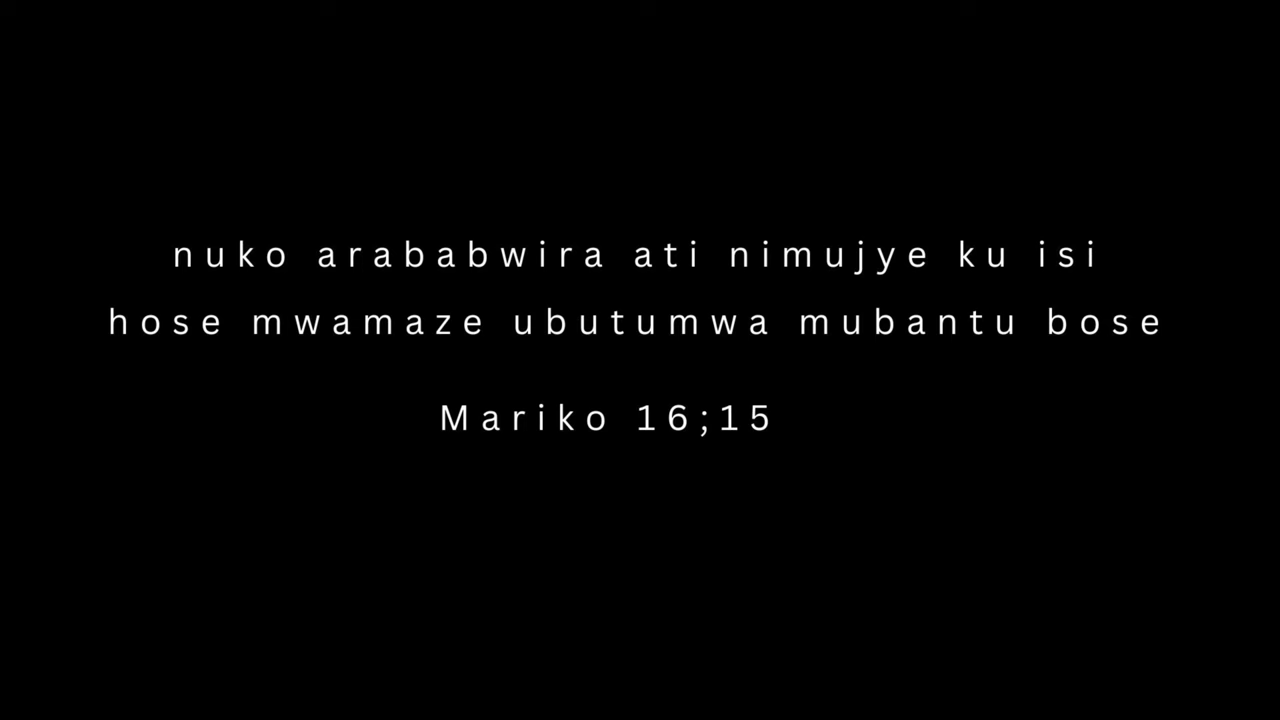 nuko arababwira ati nimujye ku isi
hose mwamaze ubutumwa mubantu bose
Mariko 16;15